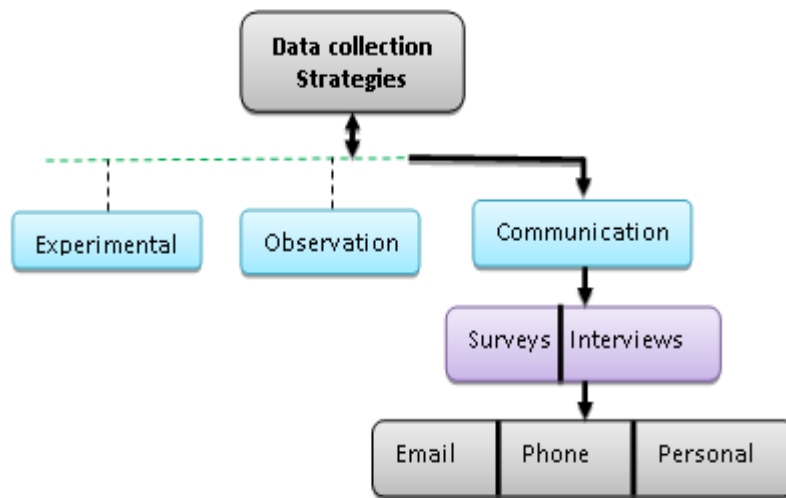 Data collection
Strategies
Experimental
Observation
Communication
Surveys
Interviews
Email
Phone
Personal